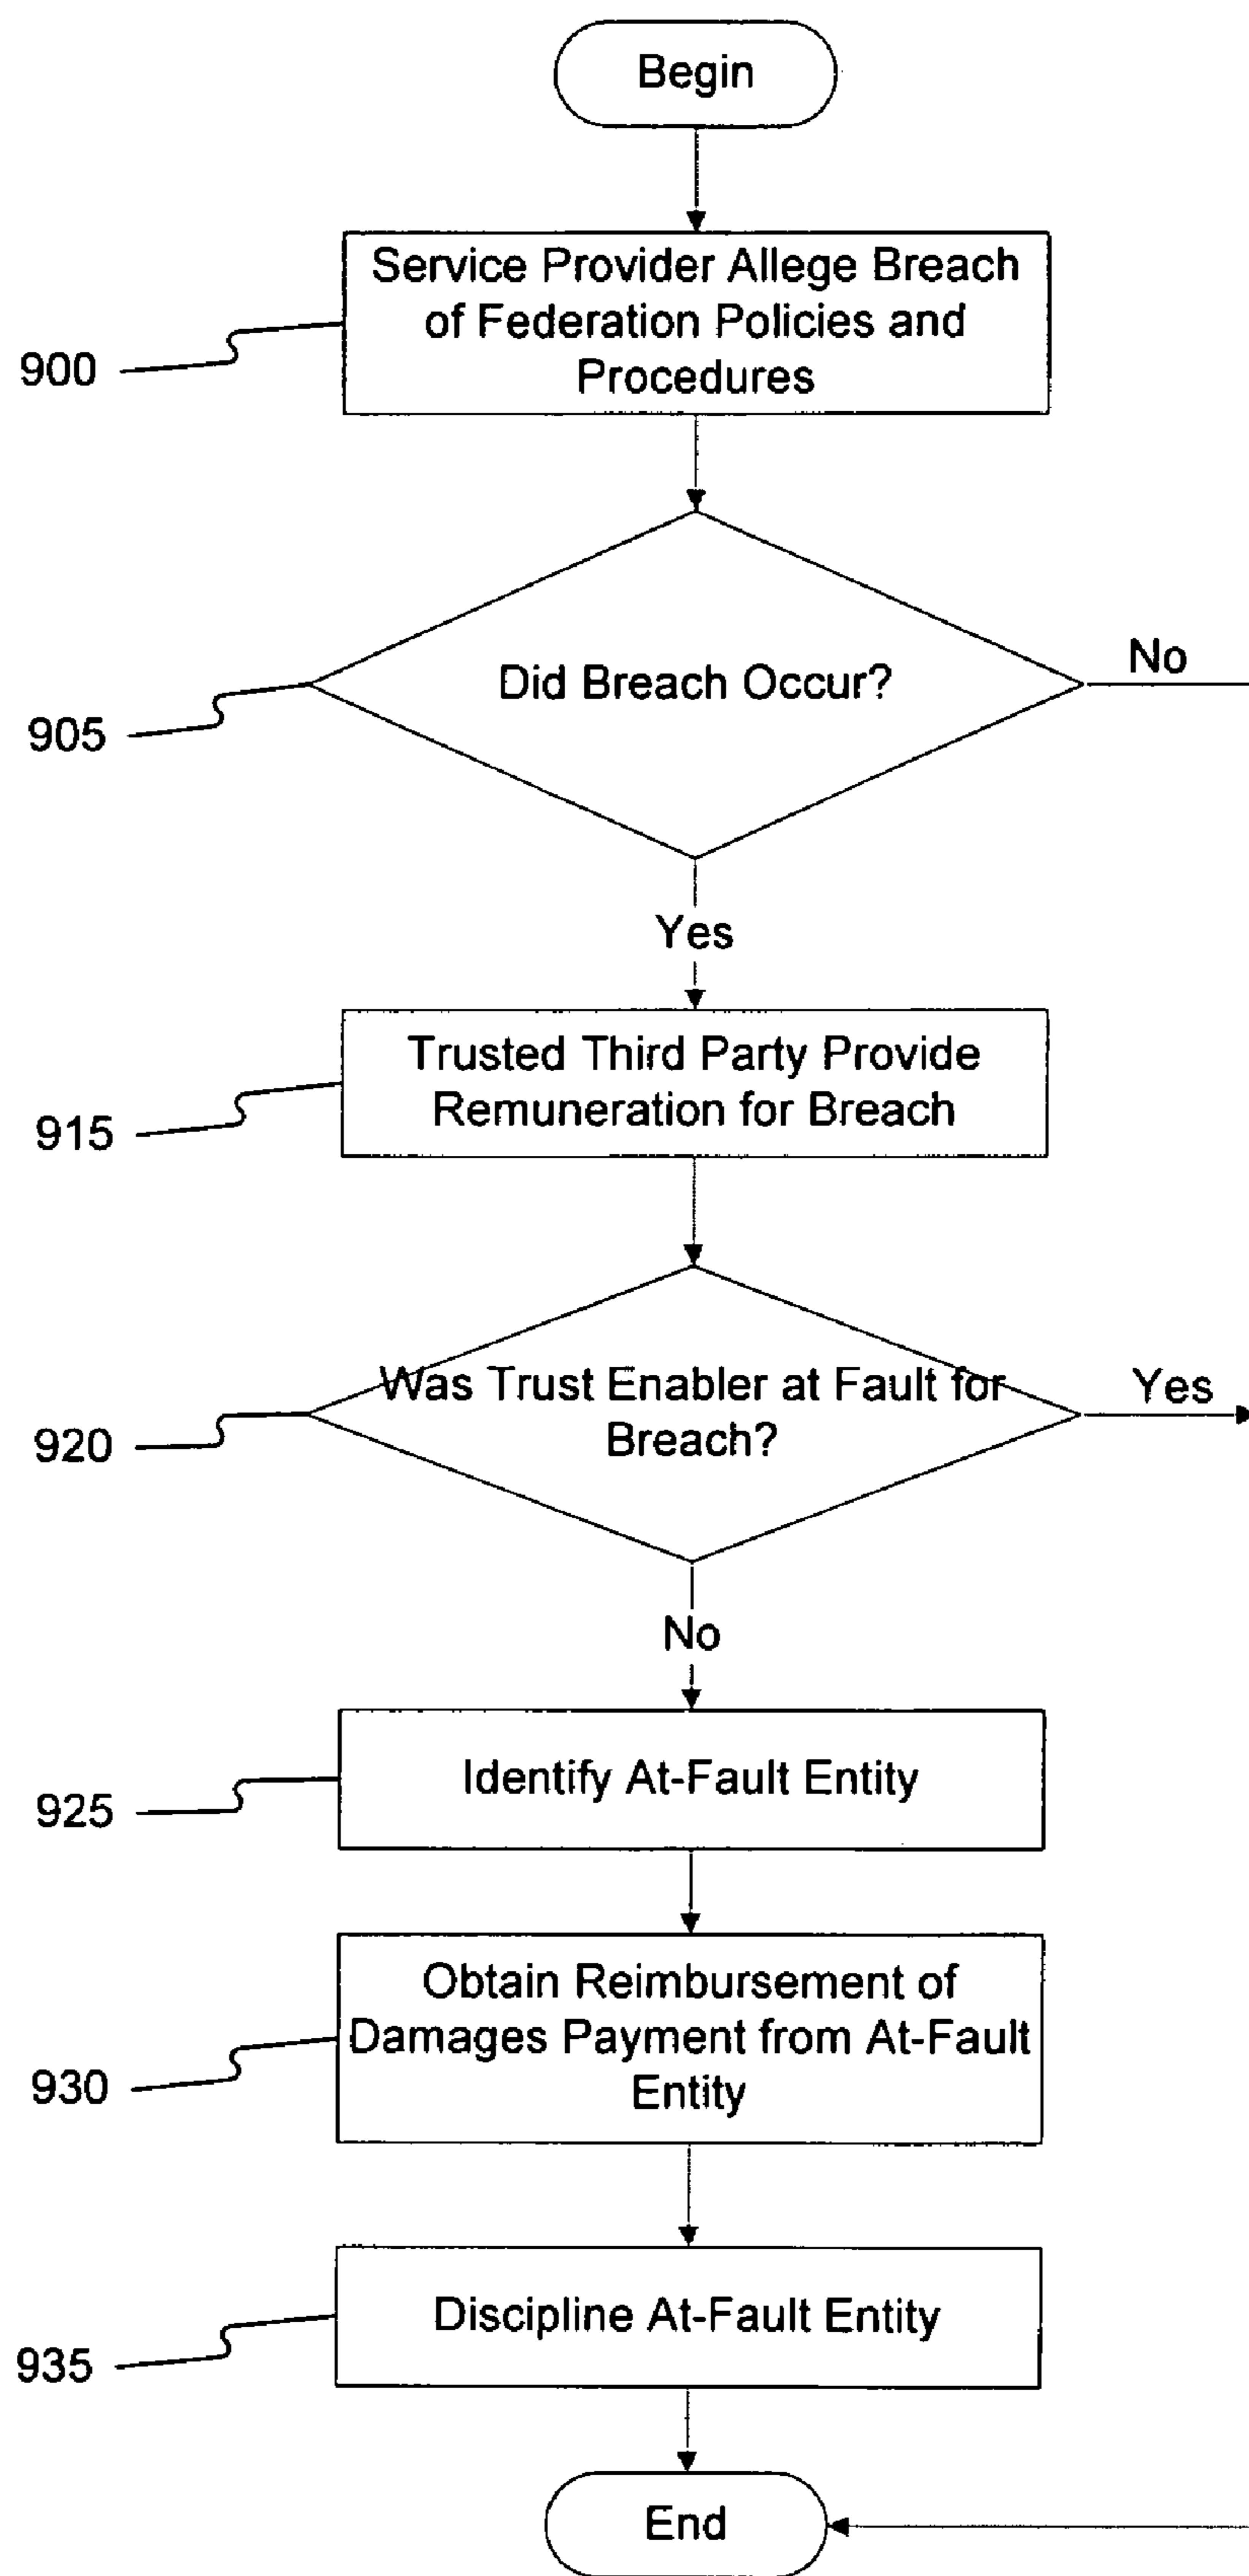 Begin
Service Provider Allege Breach
of Federation Policies and
Procedures
900
Did Breach Occur?
No
905
Yes
Trusted Third Party Provide
Remuneration for Breach
915
Was Trust Enabler at Fault for
Breach?
Yes
920
No
Identify At-Fault Entity
925
Obtain Reimbursement of
Damages Payment from At-Fault
Entity
930
Discipline At-Fault Entity
935
End